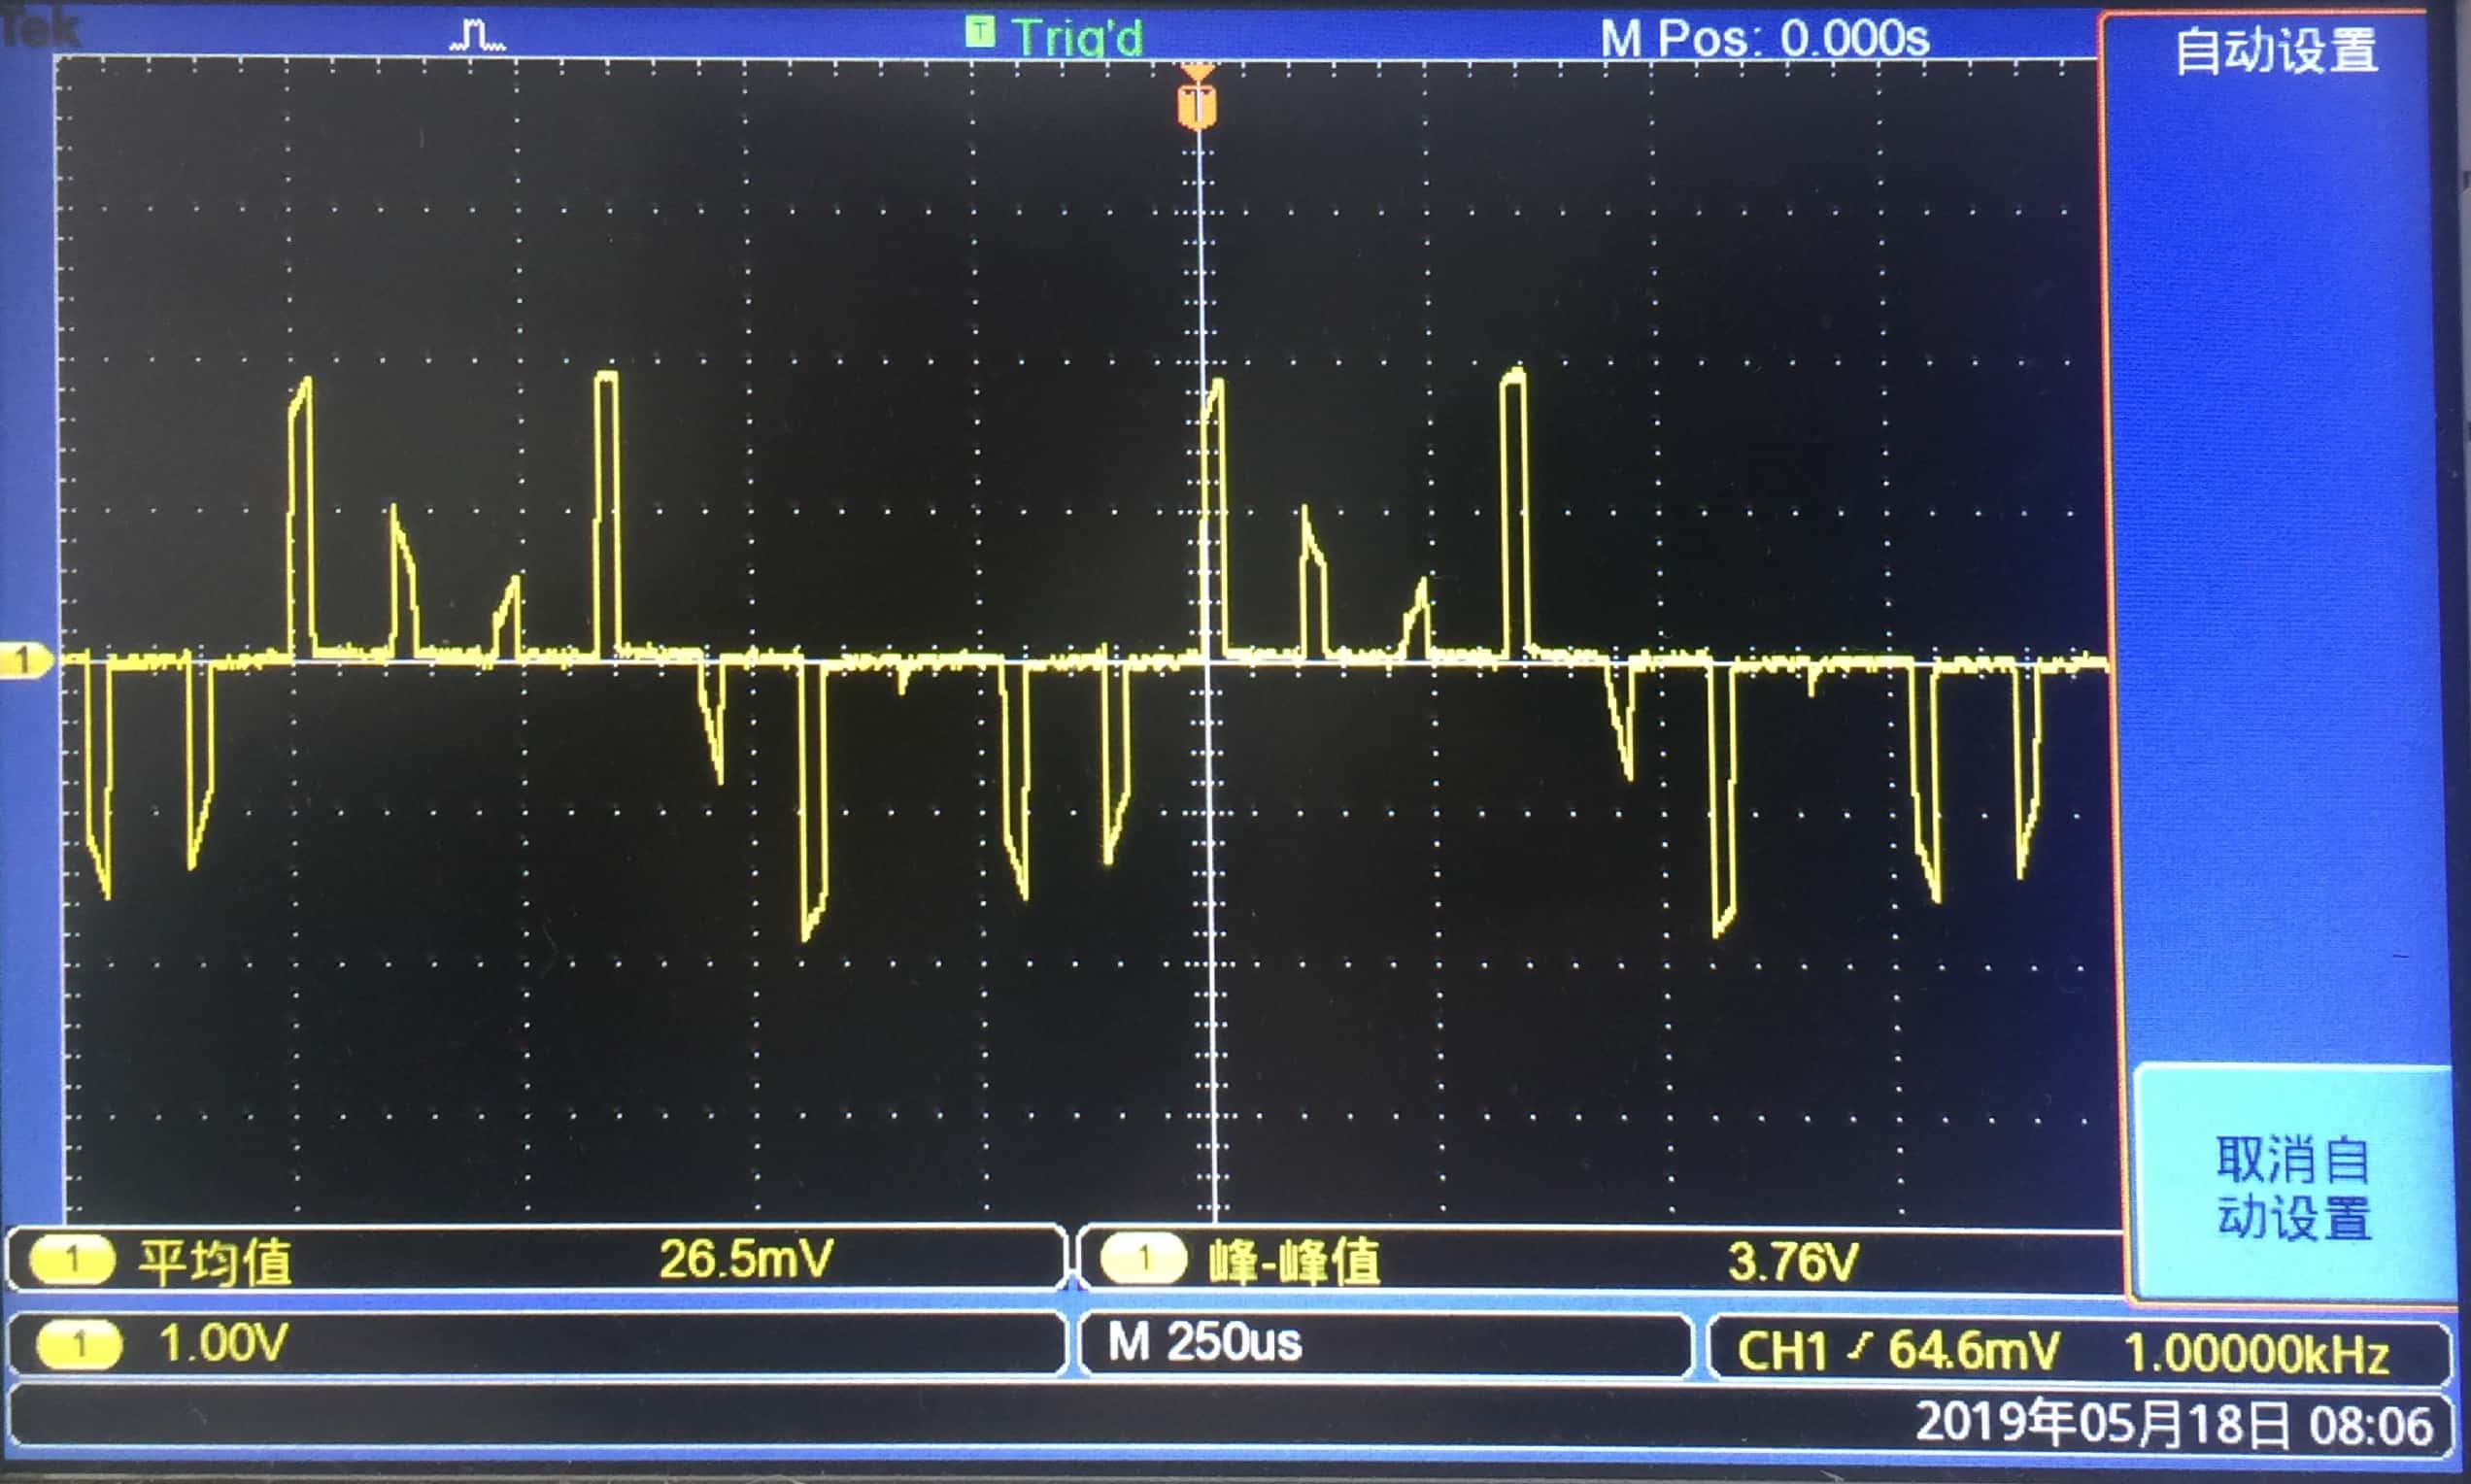 Tek
T Trig'd
M Pos: 0.000s
自动设置
T
1
取消自
动设置
1 平均值 26.5mV
1 峰-峰值 3.76V
1 1.00V
M 250us
CH1 64.6mV 1.00000kHz
2019年05月18日 08:06